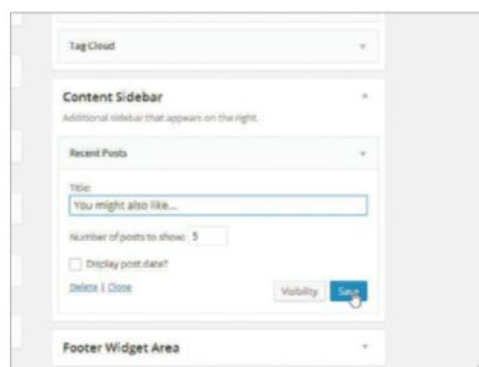 Tag Cloud
Content Sidebar
Additional sidebar that appears on the right.
Recent Posts
Title:
You might also like...
Number of posts to show: 5
Display post date?
Delete | Close
Visibility
Save
Footer Widget Area